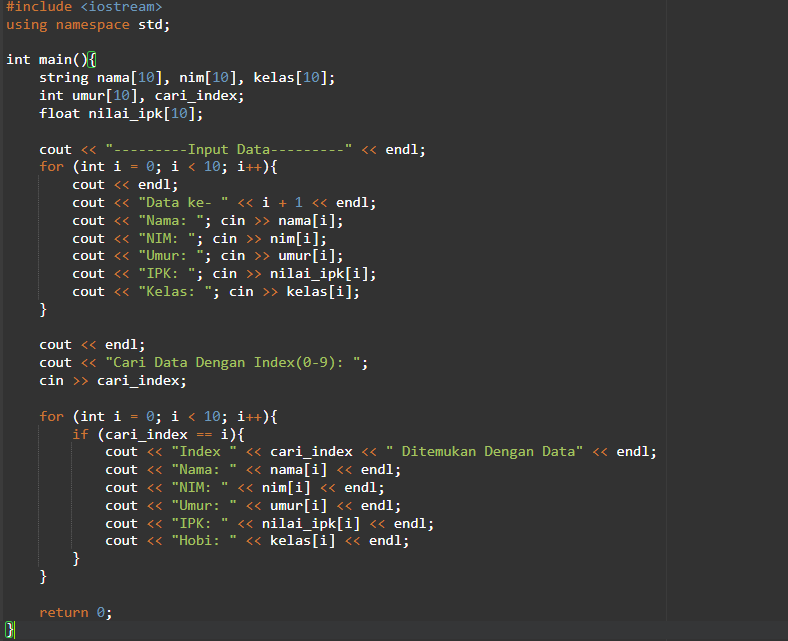 #include <iostream>
using namespace std;
int main(){
string nama[10], nim[10], kelas[10];
int umur[10], cari_index;
float nilai_ipk[10];
cout << "---------Input Data---------" << endl;
for (int i = 0; i < 10; i++){
cout << endl;
cout << "Data ke- " << i + 1 << endl;
cout << "Nama: "; cin >> nama[i];
cout << "NIM: "; cin >> nim[i];
cout << "Umur: "; cin >> umur[i];
cout << "IPK: "; cin >> nilai_ipk[i];
cout << "Kelas: "; cin >> kelas[i];
}
cout << endl;
cout << "Cari Data Dengan Index(0-9): ";
cin >> cari_index;
for (int i = 0; i < 10; i++){
if (cari_index == i){
cout << "Index " << cari_index << " Ditemukan Dengan Data" << endl;
cout << "Nama: " << nama[i] << endl;
cout << "NIM: " << nim[i] << endl;
cout << "Umur: " << umur[i] << endl;
cout << "IPK: " << nilai_ipk[i] << endl;
cout << "Hobi: " << kelas[i] << endl;
}
}
return 0;
}